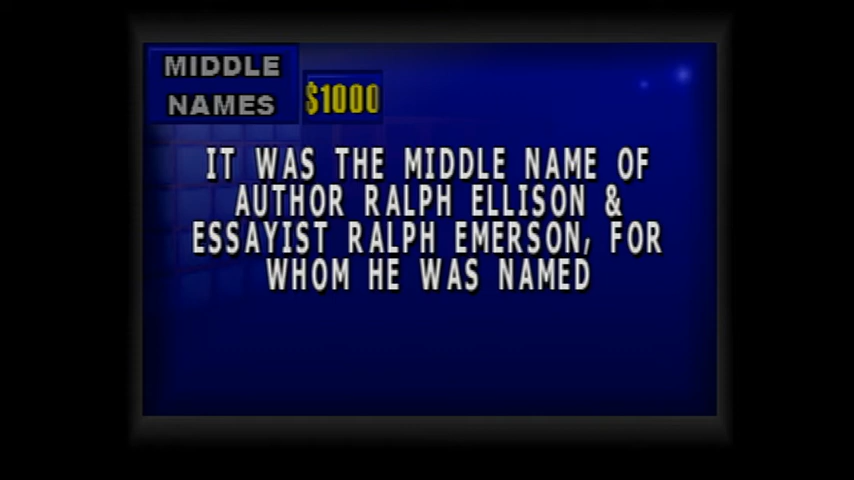 MIDDLE
NAMES
$1000
IT WAS THE MIDDLE NAME OF
AUTHOR RALPH ELLISON &
ESSAYIST RALPH EMERSON, FOR
WHOM HE WAS NAMED